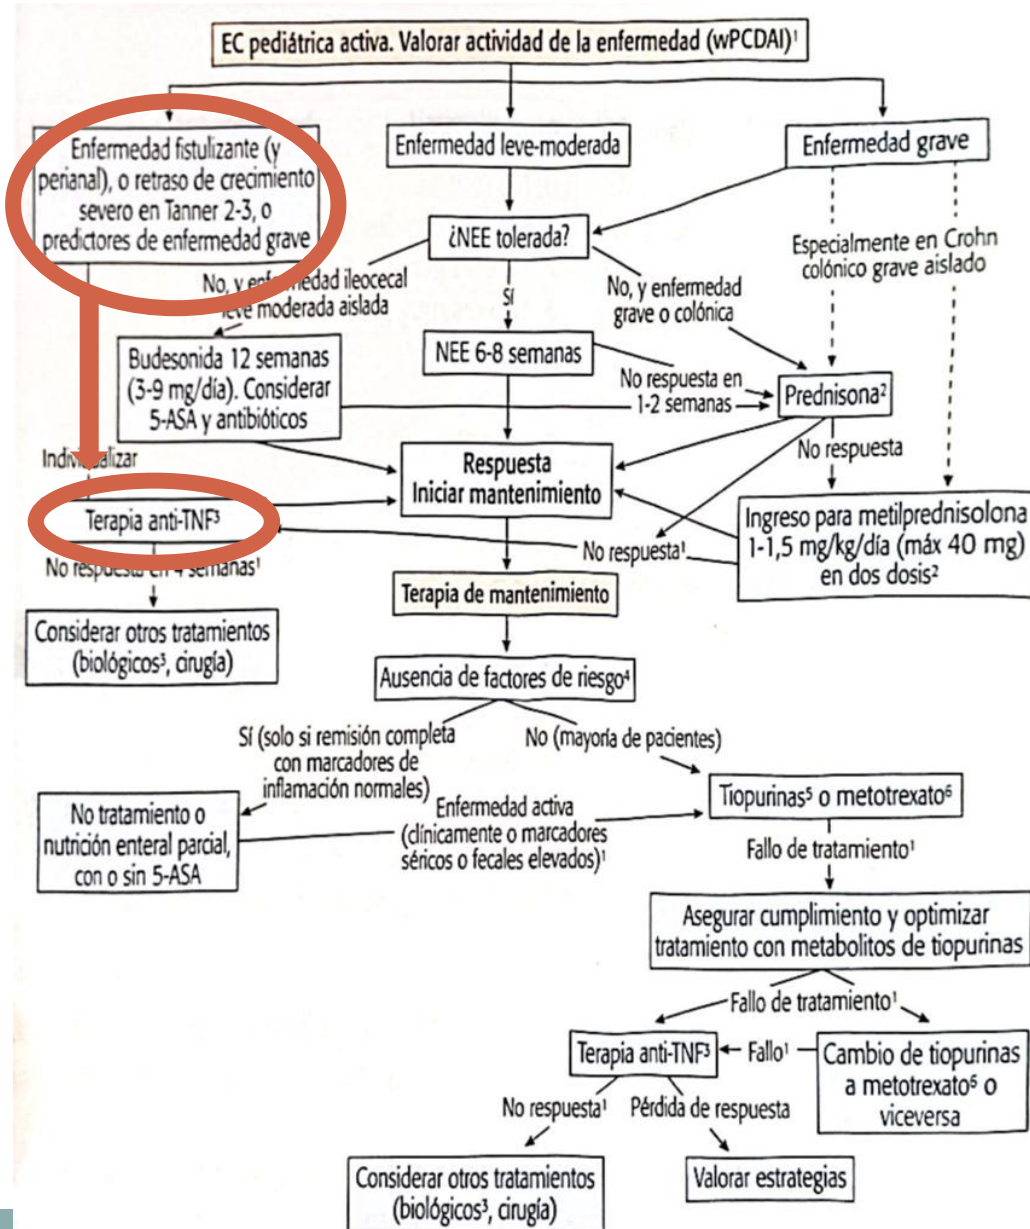 EC pediátrica activa. Valorar actividad de la enfermedad (wPCDAI)¹
Enfermedad fistulizante (y
perianal), o retraso de crecimiento
severo en Tanner 2-3, o
predictores de enfermedad grave
Enfermedad leve-moderada
Enfermedad grave
¿NEE tolerada?
Especialmente en Crohn
colónico grave aislado
No, y enfermedad ileocecal
leve moderada aislada
Sí
No, y enfermedad
grave o colónica
Budesonida 12 semanas
(3-9 mg/día). Considerar
5-ASA y antibióticos
NEE 6-8 semanas
No respuesta en
1-2 semanas
Prednisona²
Individualizar
Respuesta
Iniciar mantenimiento
No respuesta
Terapia anti-TNF³
No respuesta¹
Ingreso para metilprednisolona
1-1,5 mg/kg/día (máx 40 mg)
en dos dosis²
No respuesta en 4 semanas¹
Terapia de mantenimiento
Considerar otros tratamientos
(biológicos³, cirugía)
Ausencia de factores de riesgo⁴
Sí (solo si remisión completa
con marcadores de
inflamación normales)
No (mayoría de pacientes)
No tratamiento o
nutrición enteral parcial,
con o sin 5-ASA
Enfermedad activa
(clínicamente o marcadores
séricos o fecales elevados)¹
Tiopurinas⁵ o metotrexato⁶
Fallo de tratamiento¹
Asegurar cumplimiento y optimizar
tratamiento con metabolitos de tiopurinas
Fallo de tratamiento¹
Terapia anti-TNF³
Fallo¹
Cambio de tiopurinas
a metotrexato⁶ o
viceversa
No respuesta¹
Pérdida de respuesta
Considerar otros tratamientos
(biológicos³, cirugía)
Valorar estrategias